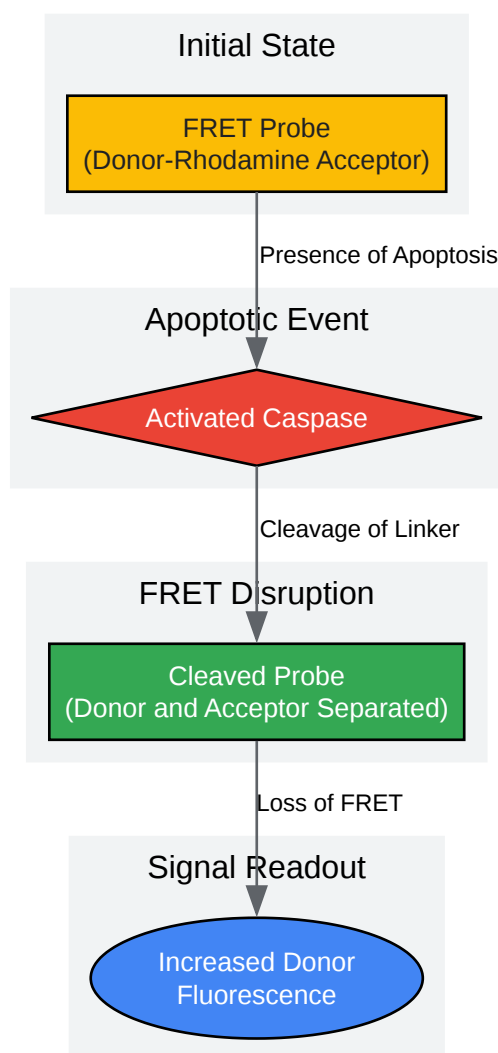 Initial State
FRET Probe
(Donor-Rhodamine Acceptor)
Presence of Apoptosis
Apoptotic Event
Activated Caspase
Cleavage of Linker
FRET Disruption
Cleaved Probe
(Donor and Acceptor Separated)
Loss of FRET
Signal Readout
Increased Donor
Fluorescence